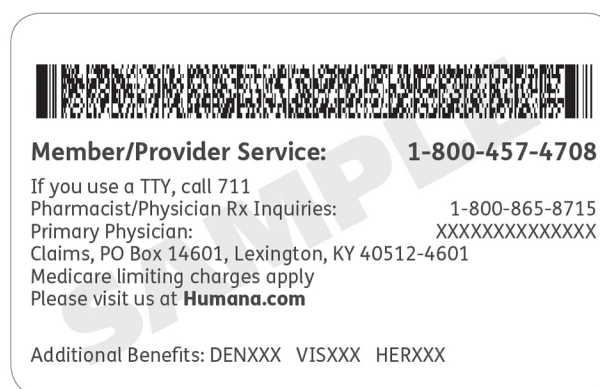 Member/Provider Service: 1-800-457-4708
If you use a TTY, call 711
Pharmacist/Physician Rx Inquiries: 1-800-865-8715
Primary Physician: XXXXXXXXXXXXXX
Claims, PO Box 14601, Lexington, KY 40512-4601
Medicare limiting charges apply
Please visit us at Humana.com
Additional Benefits: DENXXX VISXXX HERXXX
SAMPLE